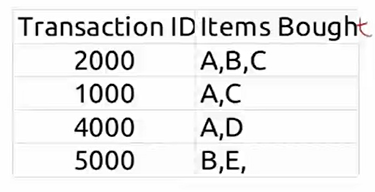 Transaction ID Items Bought
2000 A,B,C
1000 A,C
4000 A,D
5000 B,E,